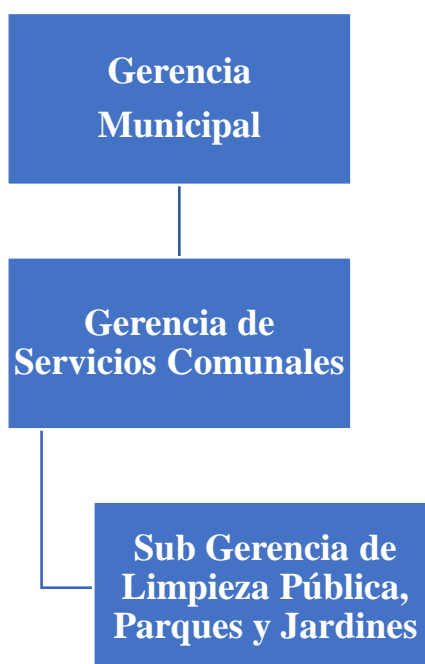 Gerencia
Municipal
Gerencia de
Servicios Comunales
Sub Gerencia de
Limpieza Pública,
Parques y Jardines